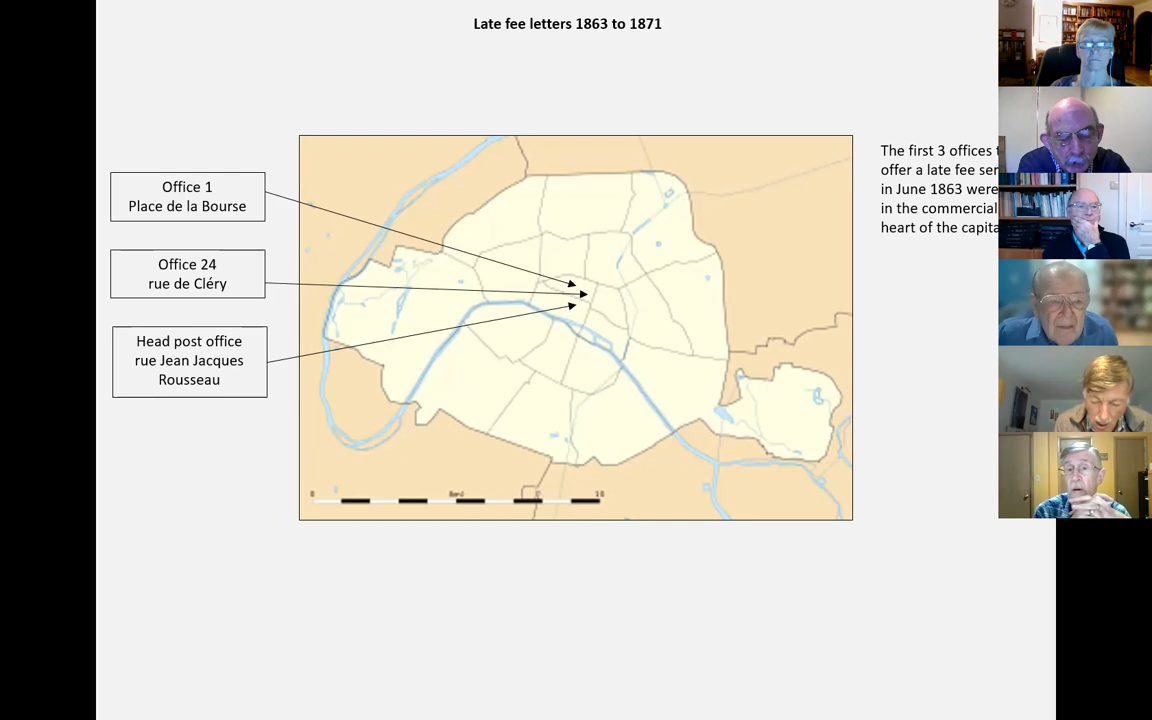 Late fee letters 1863 to 1871
Office 1
Place de la Bourse
Office 24
rue de Cléry
Head post office
rue Jean Jacques
Rousseau
The first 3 offices
offer a late fee
in June 1863 were
in the commercial
heart of the
0
10